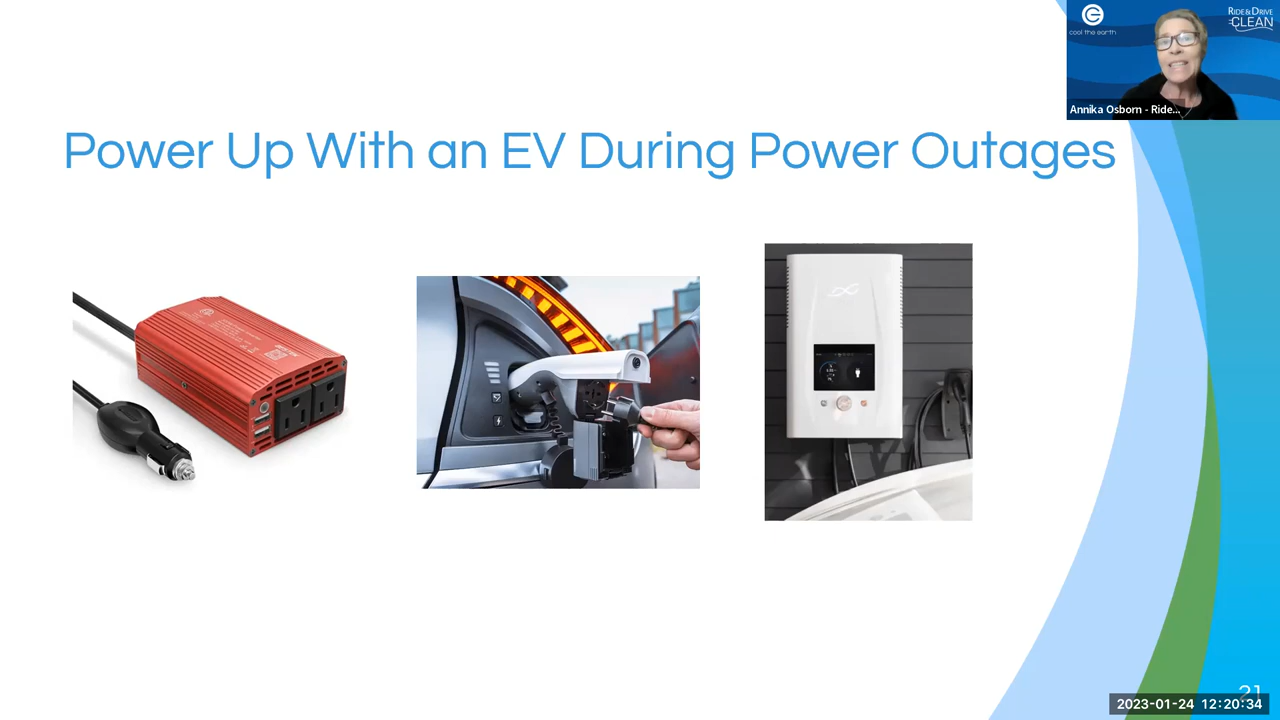 cool the earth
RIDE & DRIVE
CLEAN
Annika Osborn - Ride...
Power Up With an EV During Power Outages
21
2023-01-24 12:20:34